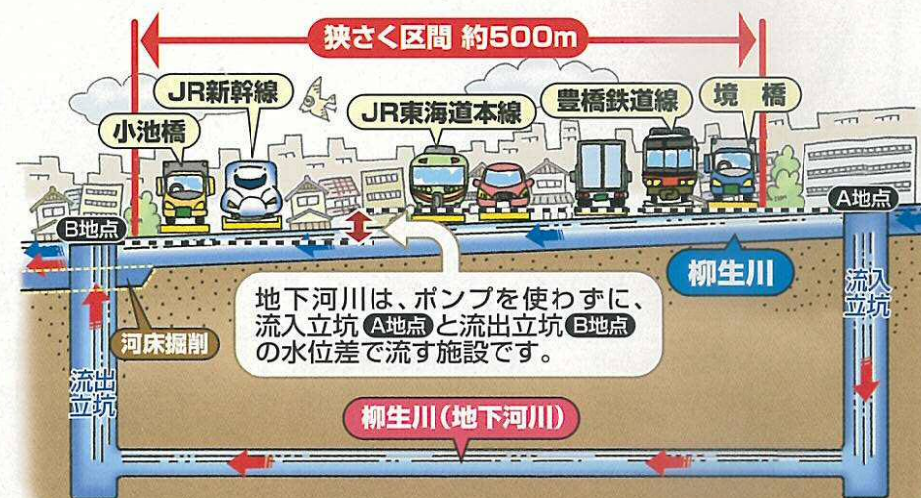 狭さく区間 約500m
JR新幹線
小池橋
JR東海道本線
豊橋鉄道線
境橋
B地点
A地点
柳生川
流入
立坑
地下河川は、ポンプを使わずに、
流入立坑A地点と流出立坑B地点
の水位差で流す施設です。
河床掘削
流出
立坑
柳生川(地下河川)